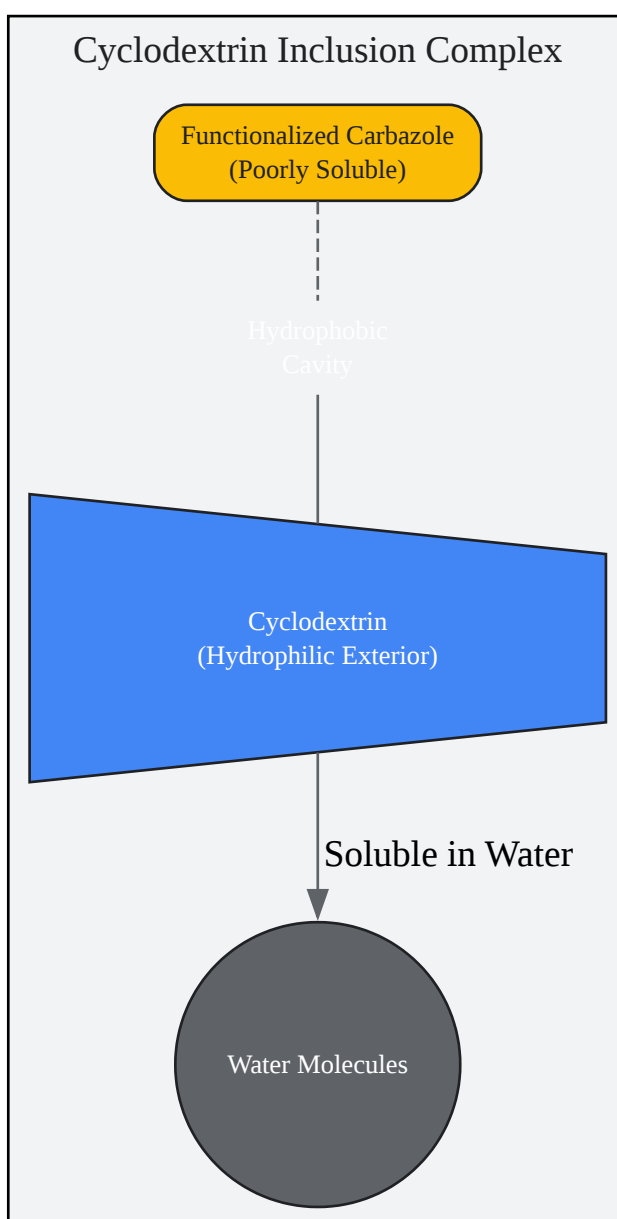 Cyclodextrin Inclusion Complex
Functionalized Carbazole
(Poorly Soluble)
Hydrophobic
Cavity
Cyclodextrin
(Hydrophilic Exterior)
Soluble in Water
Water Molecules